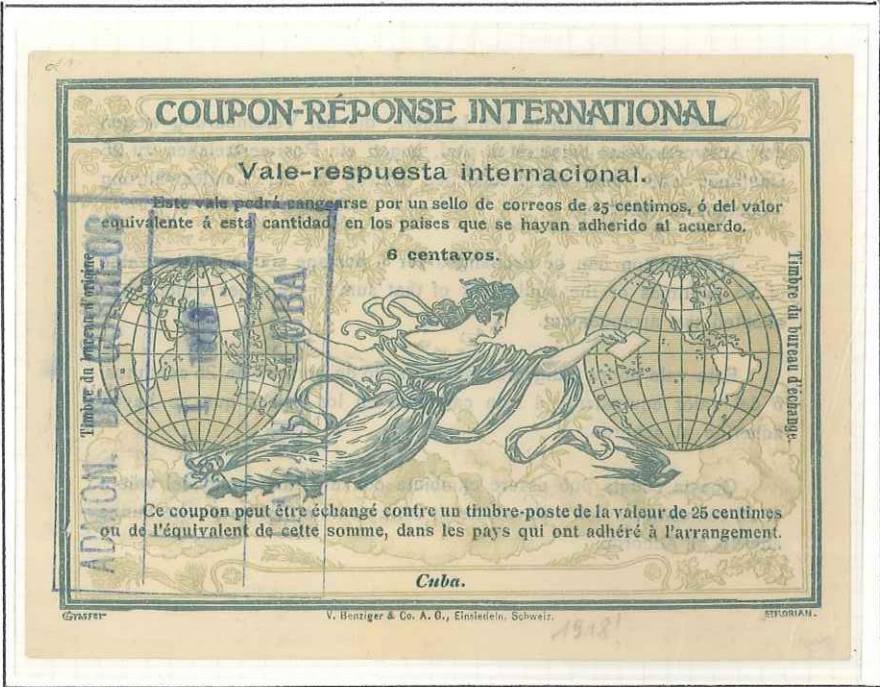 COUPON-RÉPONSE INTERNATIONAL
Vale-respuesta internacional.
Este vale podrá cangearse por un sello de correos de 25 centimos, ó del valor
equivalente á esta cantidad, en los paises que se hayan adherido al acuerdo.
6 centavos.
Timbre du bureau d'origine
Timbre du bureau d'échange.
ADMON. DE CORREOS
Ce coupon peut être échangé contre un timbre-poste de la valeur de 25 centimes
ou de l'équivalent de cette somme, dans les pays qui ont adhéré à l'arrangement.
Cuba.
Grasset
V. Benziger & Co. A. G., Einsiedeln, Schweiz.
STFLORIAN.
1918!